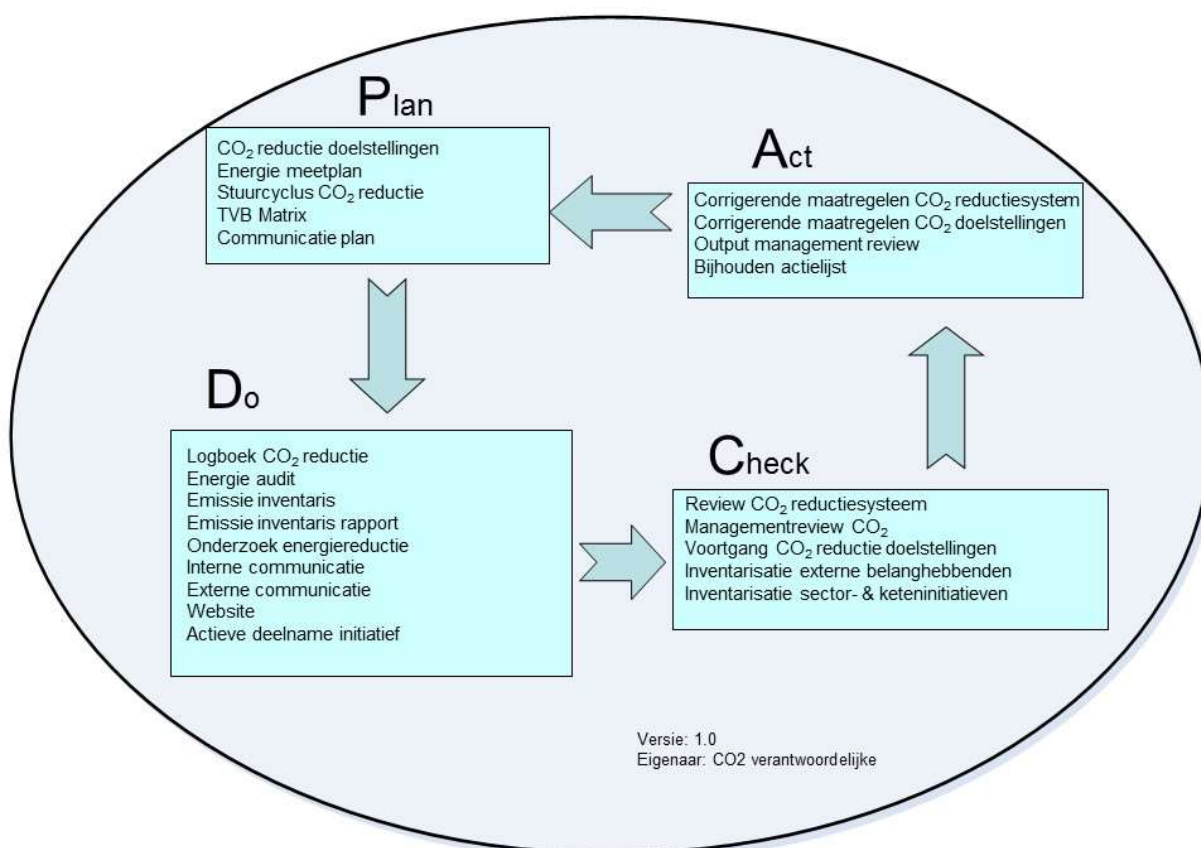 Plan
CO₂ reductie doelstellingen
Energie meetplan
Stuurcyclus CO₂ reductie
TVB Matrix
Communicatie plan
Act
Corrigerende maatregelen CO₂ reductiesystem
Corrigerende maatregelen CO₂ doelstellingen
Output management review
Bijhouden actielijst
Do
Logboek CO₂ reductie
Energie audit
Emissie inventaris
Emissie inventaris rapport
Onderzoek energiereductie
Interne communicatie
Externe communicatie
Website
Actieve deelname initiatief
Check
Review CO₂ reductiesysteem
Managementreview CO₂
Voortgang CO₂ reductie doelstellingen
Inventarisatie externe belanghebbenden
Inventarisatie sector- & keteninitiatieven
Versie: 1.0
Eigenaar: CO2 verantwoordelijke